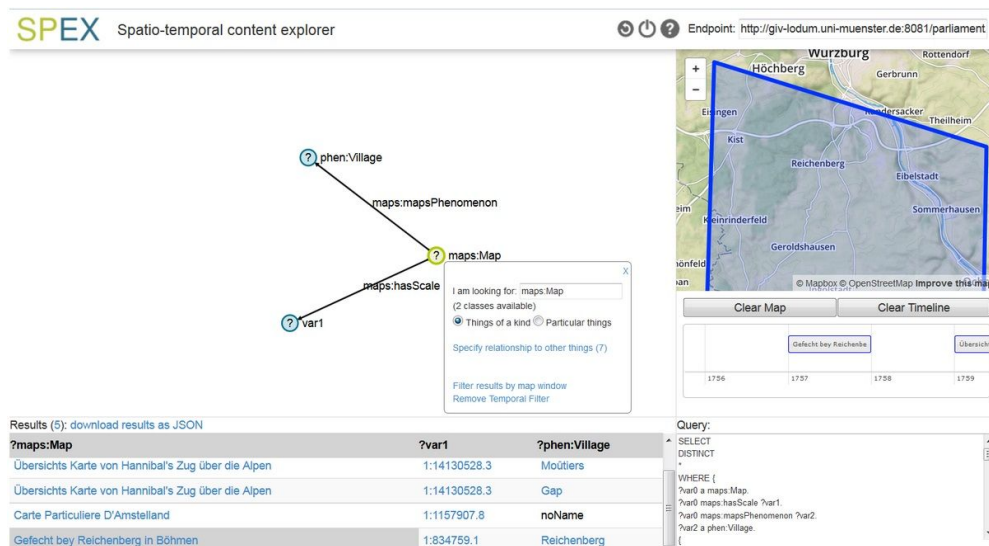 SPEX Spatio-temporal content explorer
? Endpoint: http://giv-lodum.uni-muenster.de:8081/parliament
? phen:Village
maps:mapsPhenomenon
? maps:Map
maps:hasScale
? var1
X
I am looking for: maps:Map
(2 classes available)
Things of a kind Particular things
Specify relationship to other things (7)
Filter results by map window
Remove Temporal Filter
+
−
Würzburg
Rottendorf
Höchberg
Gerbrunn
Theilheim
Kist
Reichenberg
Eibelstadt
Sommerhausen
Kleinrinderfeld
Geroldshausen
© Mapbox © OpenStreetMap Improve this map
Clear Map Clear Timeline
Gefecht bey Reichenbe
Übersicht
1756 1757 1758 1759
Results (5): download results as JSON
?maps:Map ?var1 ?phen:Village
Übersichts Karte von Hannibal's Zug über die Alpen 1:14130528.3 Moûtiers
Übersichts Karte von Hannibal's Zug über die Alpen 1:14130528.3 Gap
Carte Particuliere D'Amstelland 1:1157907.8 noName
Gefecht bey Reichenberg in Böhmen 1:834759.1 Reichenberg
Query:
SELECT
DISTINCT
*
WHERE {
?var0 a maps:Map.
?var0 maps:hasScale ?var1.
?var0 maps:mapsPhenomenon ?var2.
?var2 a phen:Village.
{